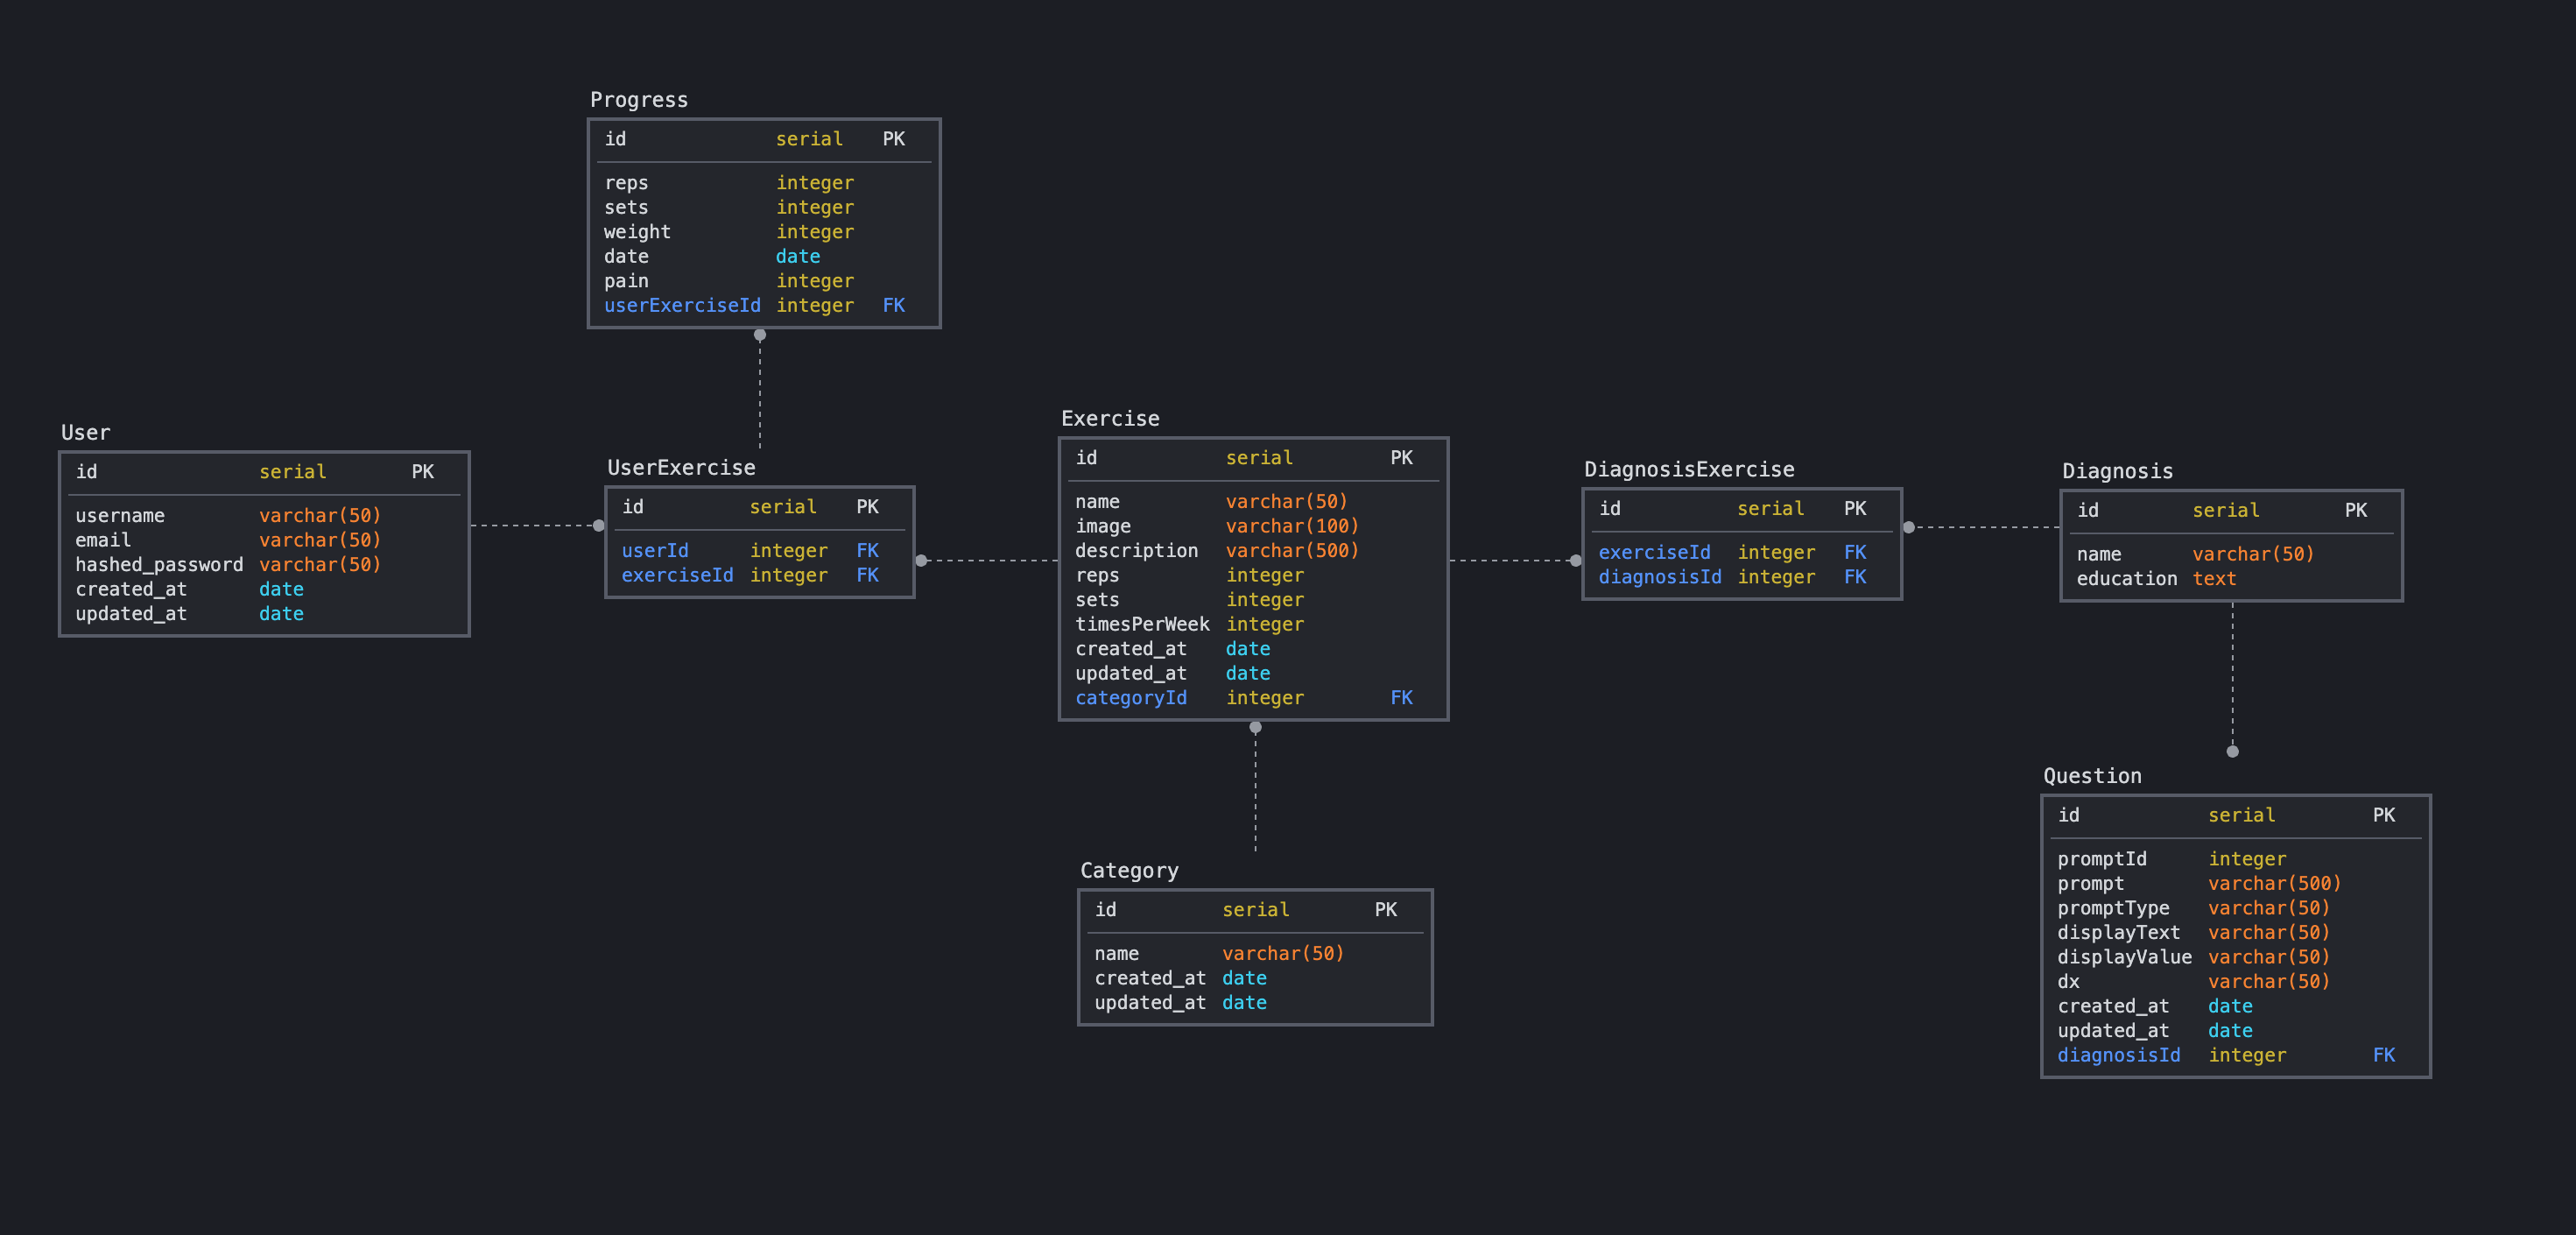 Progress
id serial PK
reps integer
sets integer
weight integer
date date
pain integer
userExerciseId integer FK
User
id serial PK
username varchar(50)
email varchar(50)
hashed_password varchar(50)
created_at date
updated_at date
UserExercise
id serial PK
userId integer FK
exerciseId integer FK
Exercise
id serial PK
name varchar(50)
image varchar(100)
description varchar(500)
reps integer
sets integer
timesPerWeek integer
created_at date
updated_at date
categoryId integer FK
DiagnosisExercise
id serial PK
exerciseId integer FK
diagnosisId integer FK
Diagnosis
id serial PK
name varchar(50)
education text
Category
id serial PK
name varchar(50)
created_at date
updated_at date
Question
id serial PK
promptId integer
prompt varchar(500)
promptType varchar(50)
displayText varchar(50)
displayValue varchar(50)
dx varchar(50)
created_at date
updated_at date
diagnosisId integer FK